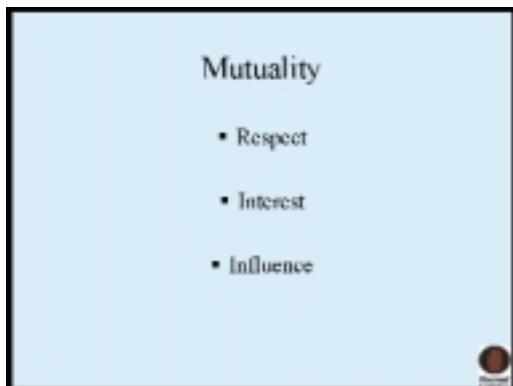 Mutuality
▪ Respect
▪ Interest
▪ Influence